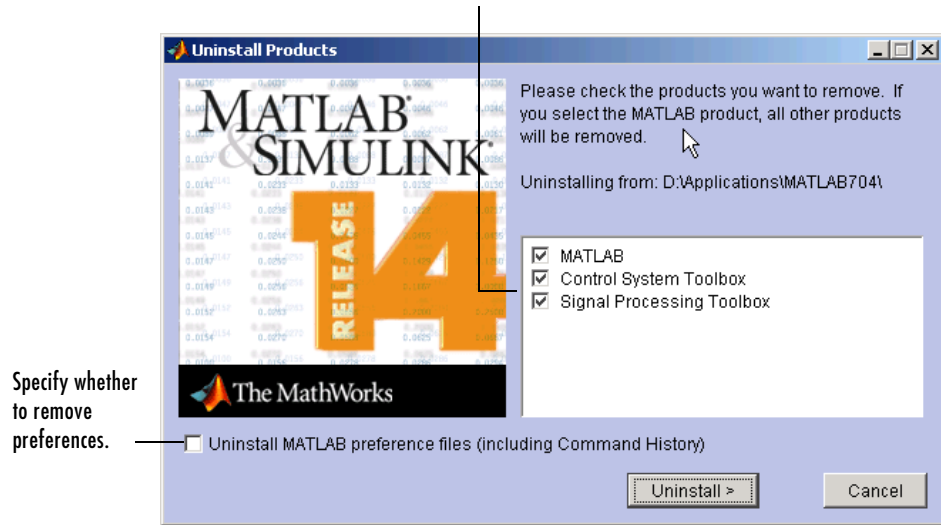 Uninstall Products
MATLAB
& SIMULINK
RELEASE 14
The MathWorks
Please check the products you want to remove. If
you select the MATLAB product, all other products
will be removed.
Uninstalling from: D:\Applications\MATLAB704\
MATLAB
Control System Toolbox
Signal Processing Toolbox
Specify whether
to remove
preferences.
Uninstall MATLAB preference files (including Command History)
Uninstall >
Cancel